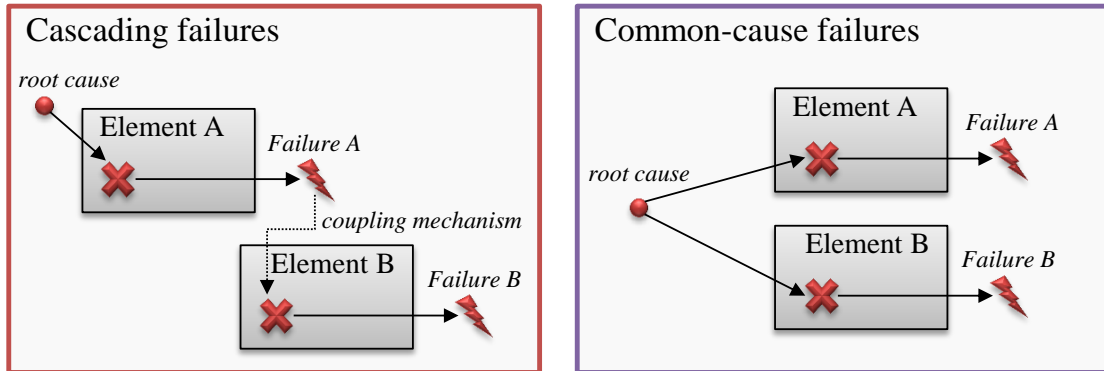 Cascading failures
root cause
Element A
Failure A
coupling mechanism
Element B
Failure B
Common-cause failures
Element A
Failure A
root cause
Element B
Failure B